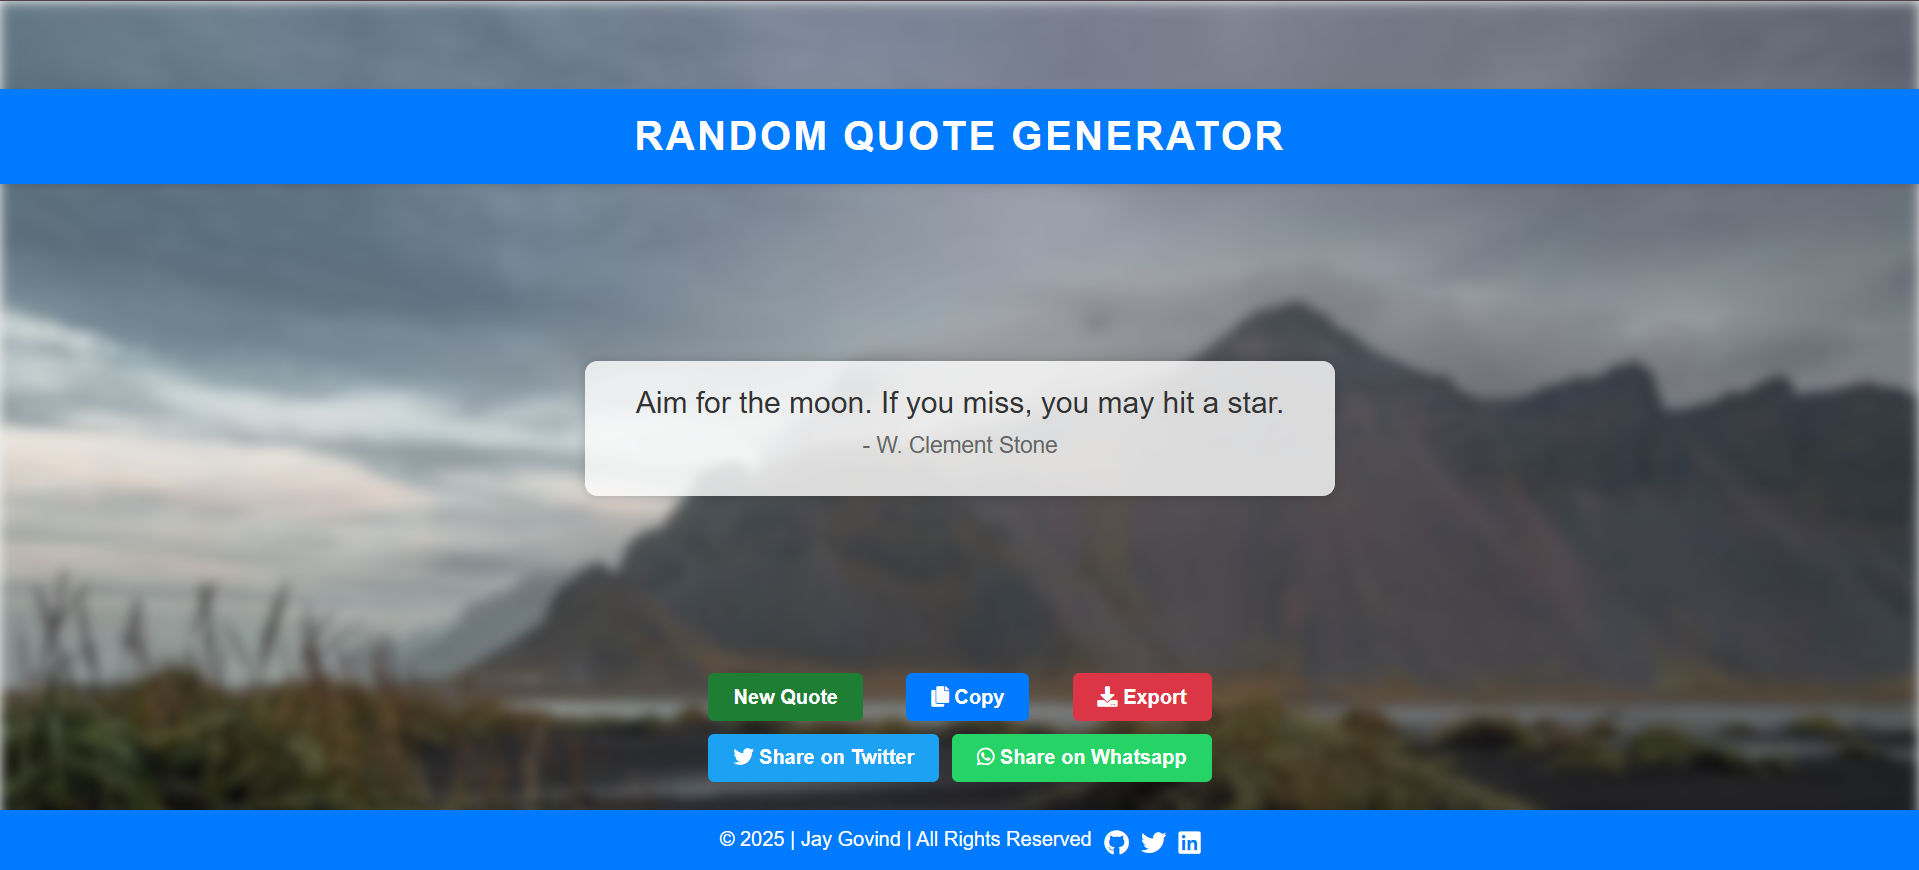 RANDOM QUOTE GENERATOR
Aim for the moon. If you miss, you may hit a star.
- W. Clement Stone
New Quote
Copy
Export
Share on Twitter
Share on Whatsapp
© 2025 | Jay Govind | All Rights Reserved